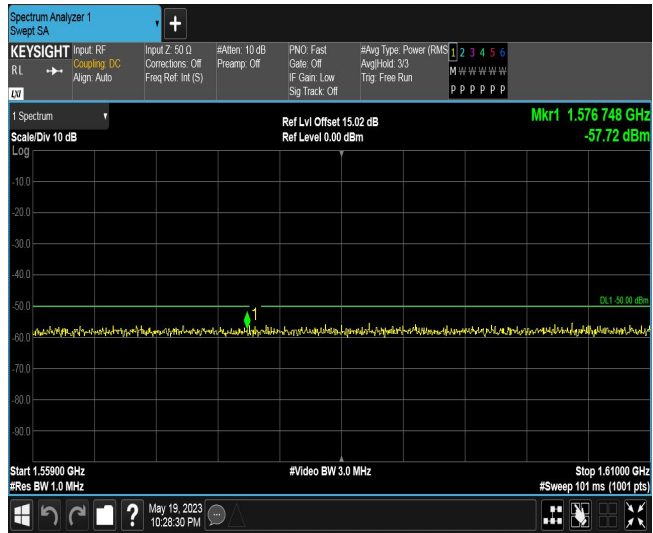 Spectrum Analyzer 1
Swept SA
+
KEYSIGHT
RL
LXI
Input: RF
Coupling: DC
Align: Auto
Input Z: 50 Ω
Corrections: Off
Freq Ref: Int (S)
#Atten: 10 dB
Preamp: Off
PNO: Fast
Gate: Off
IF Gain: Low
Sig Track: Off
#Avg Type: Power (RMS
Avg|Hold: 3/3
Trig: Free Run
1 2 3 4 5 6
M W W W W W
P P P P P P
1 Spectrum
Scale/Div 10 dB
Log
Ref Lvl Offset 15.02 dB
Ref Level 0.00 dBm
Mkr1 1.576 748 GHz
-57.72 dBm
-10.0
-20.0
-30.0
-40.0
-50.0
DL1 -50.00 dBm
1
-60.0
-70.0
-80.0
-90.0
Start 1.55900 GHz
#Res BW 1.0 MHz
#Video BW 3.0 MHz
Stop 1.61000 GHz
#Sweep 101 ms (1001 pts)
?
May 19, 2023
10:28:30 PM